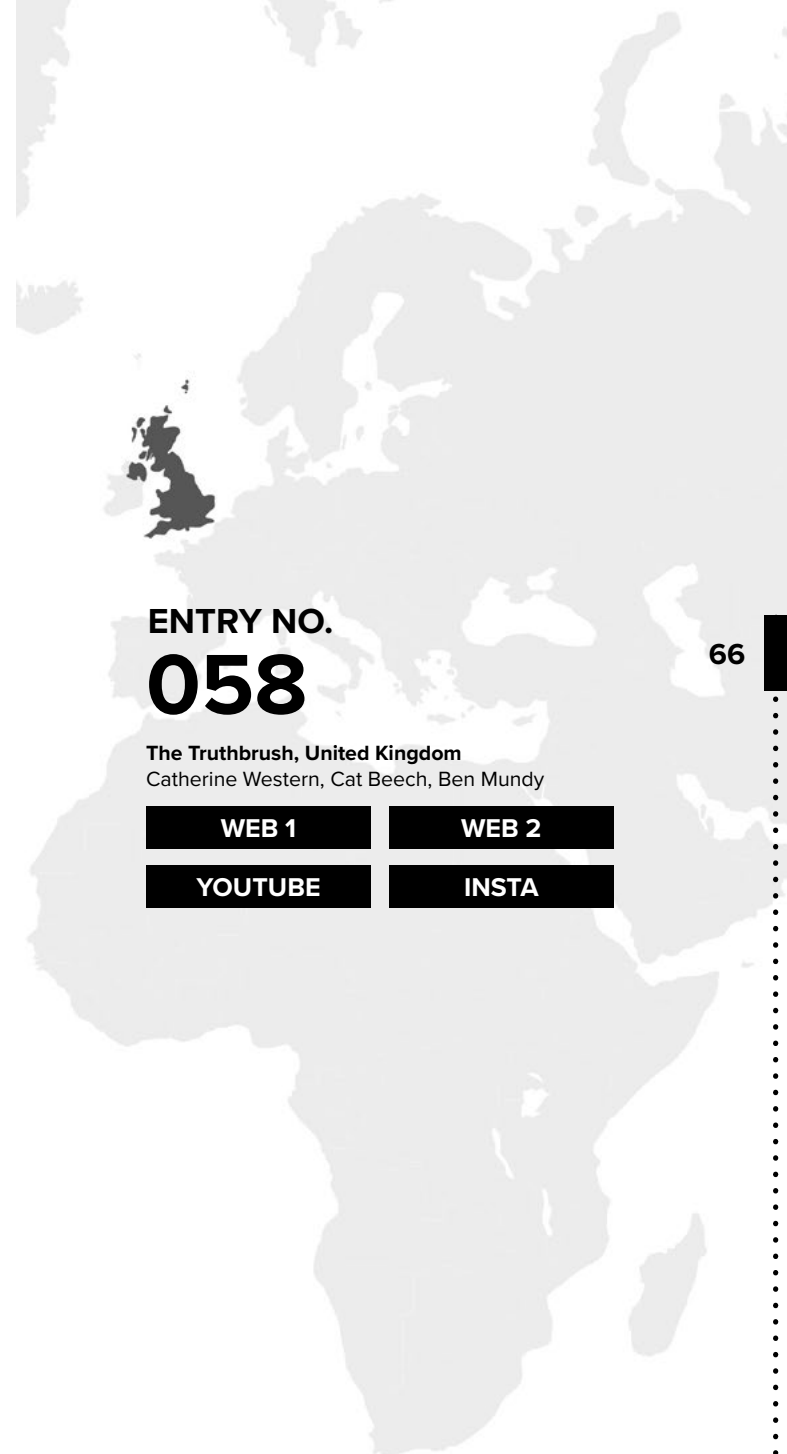 ENTRY NO.
058
66
The Truthbrush, United Kingdom
Catherine Western, Cat Beech, Ben Mundy
WEB 1
WEB 2
YOUTUBE
INSTA